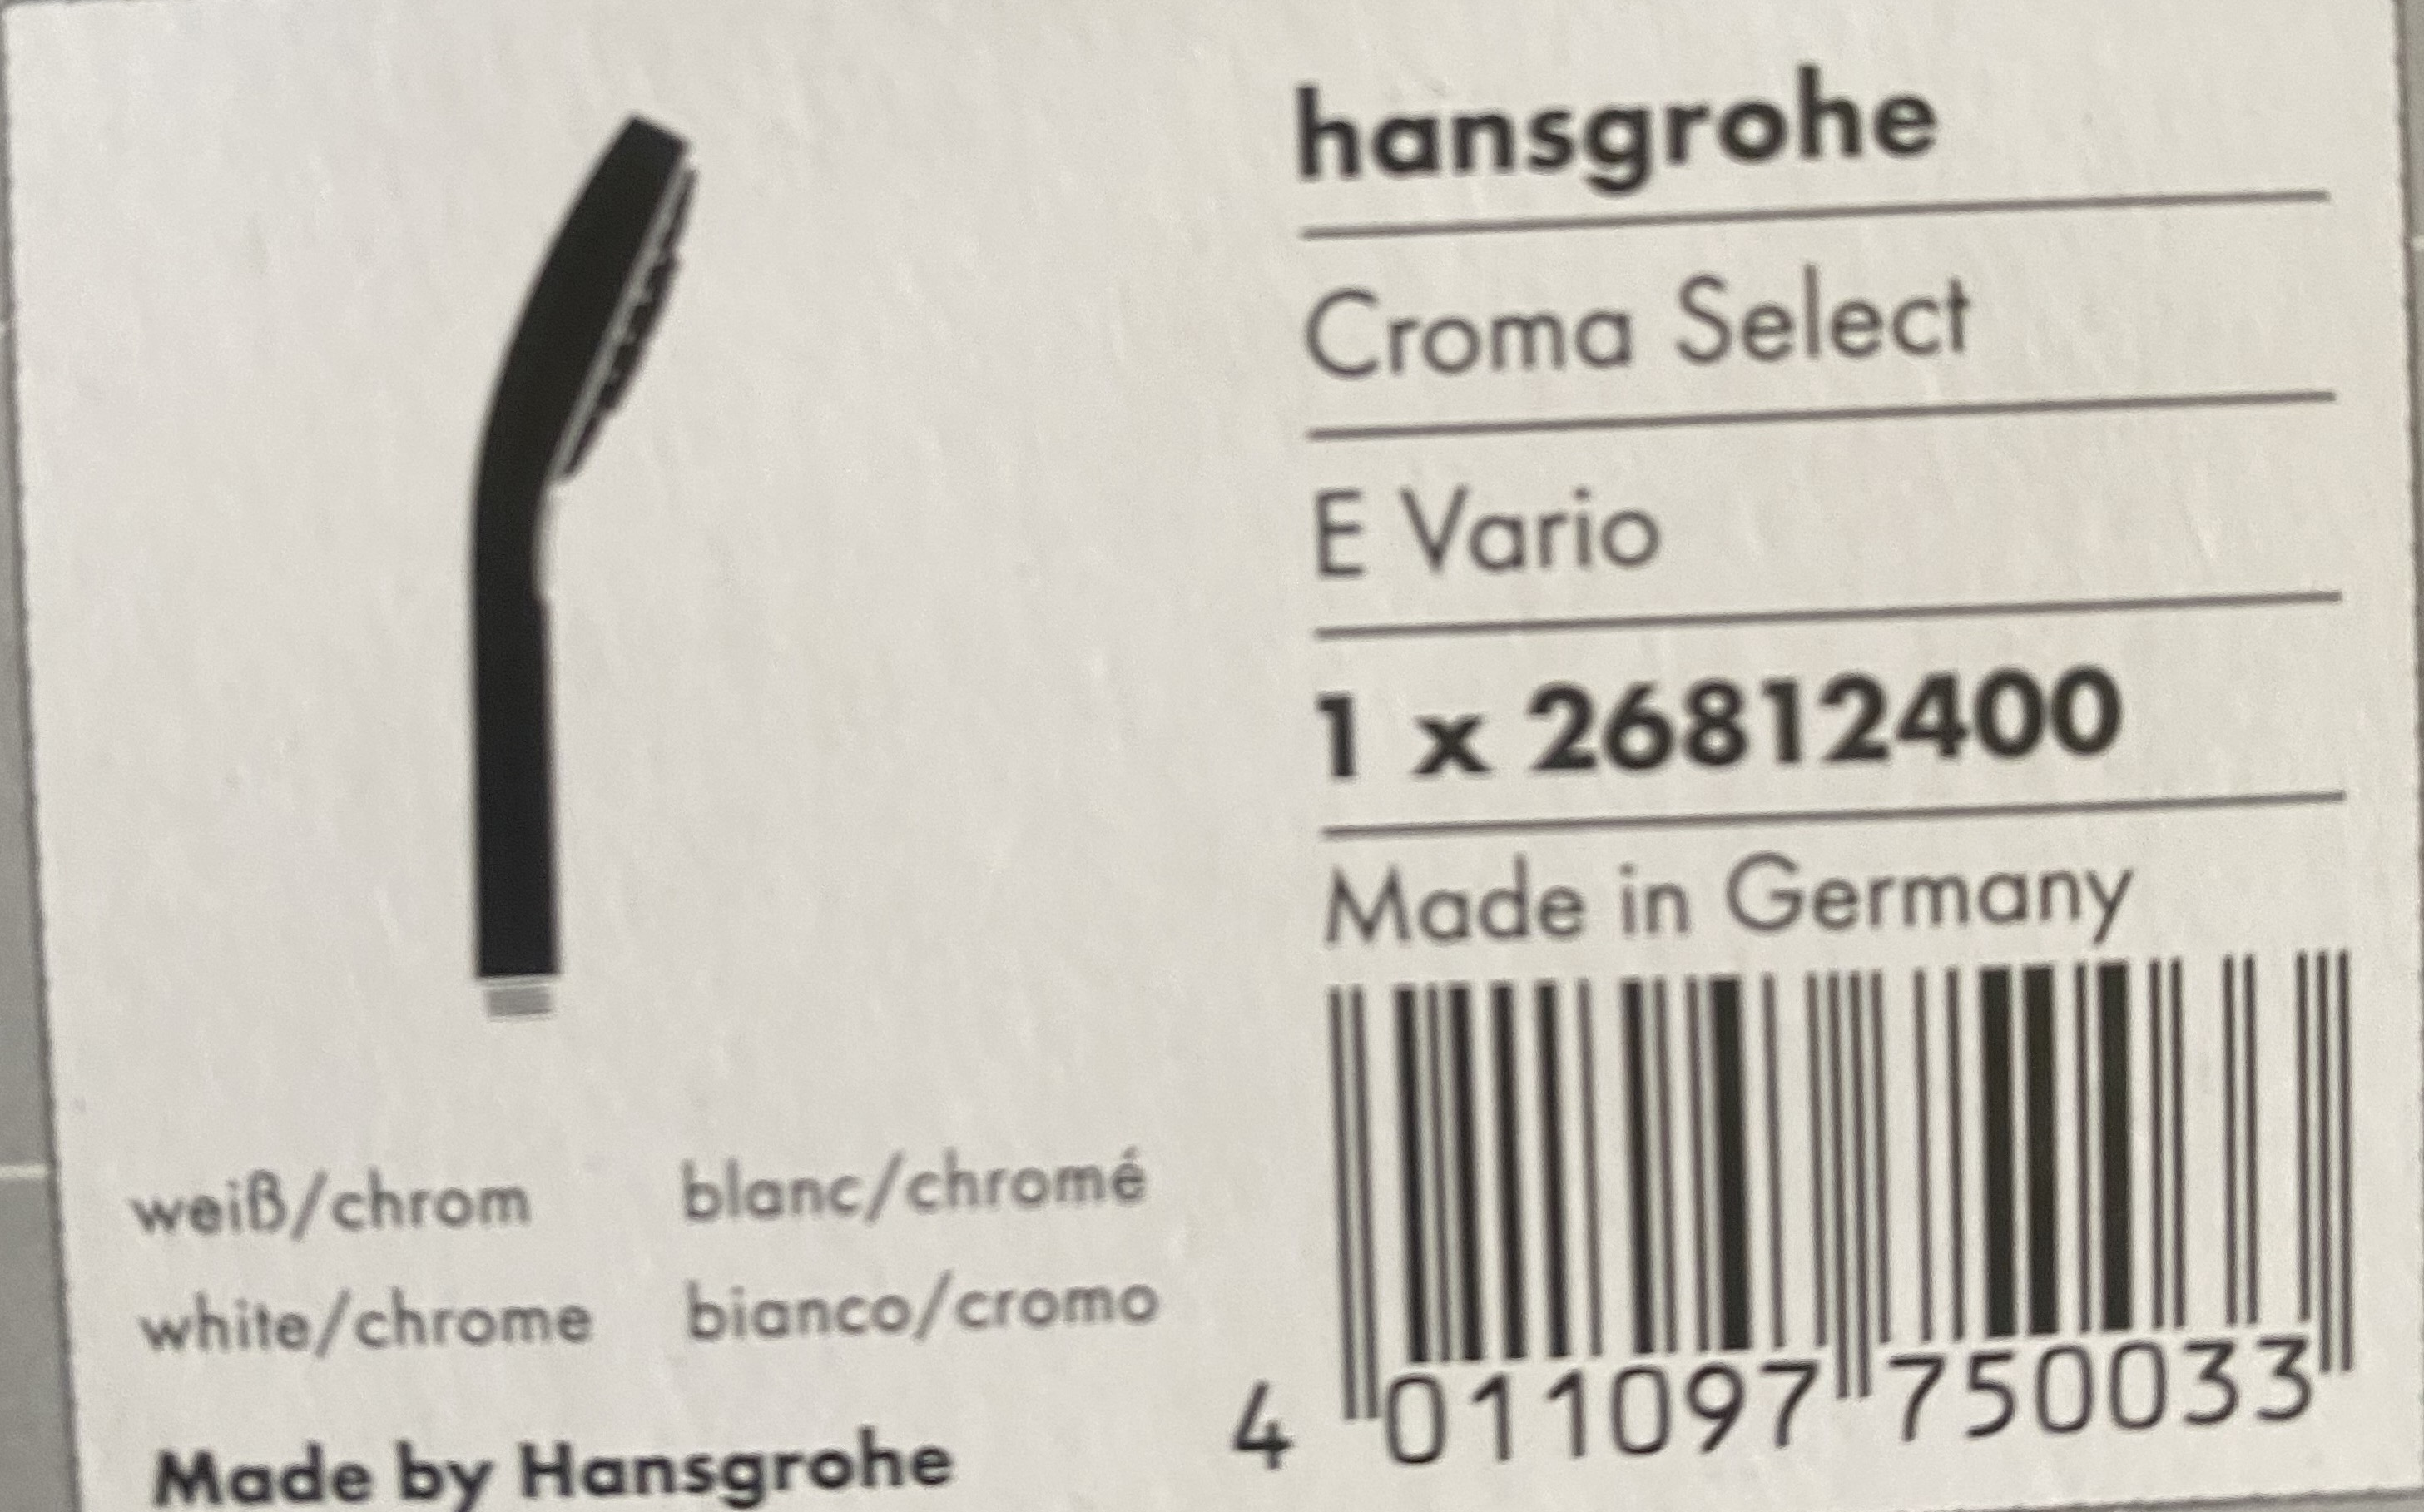 hansgrohe
Croma Select
E Vario
1 x 26812400
Made in Germany
4 011097 750033
weiß/chrom blanc/chromé
white/chrome bianco/cromo
Made by Hansgrohe